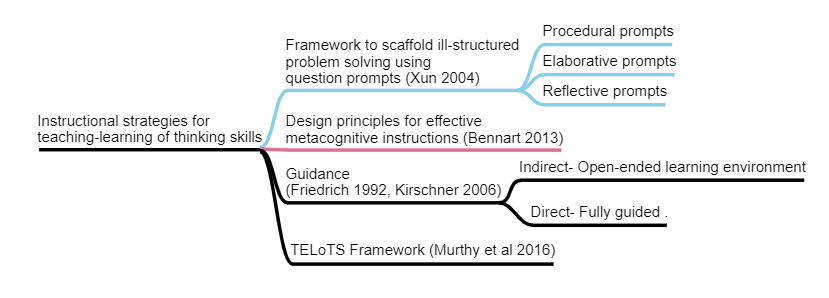 Instructional strategies for
teaching-learning of thinking skills
Framework to scaffold ill-structured
problem solving using
question prompts (Xun 2004)
Procedural prompts
Elaborative prompts
Reflective prompts
Design principles for effective
metacognitive instructions (Bennart 2013)
Guidance
(Friedrich 1992, Kirschner 2006)
Indirect- Open-ended learning environment
Direct- Fully guided .
TELoTS Framework (Murthy et al 2016)